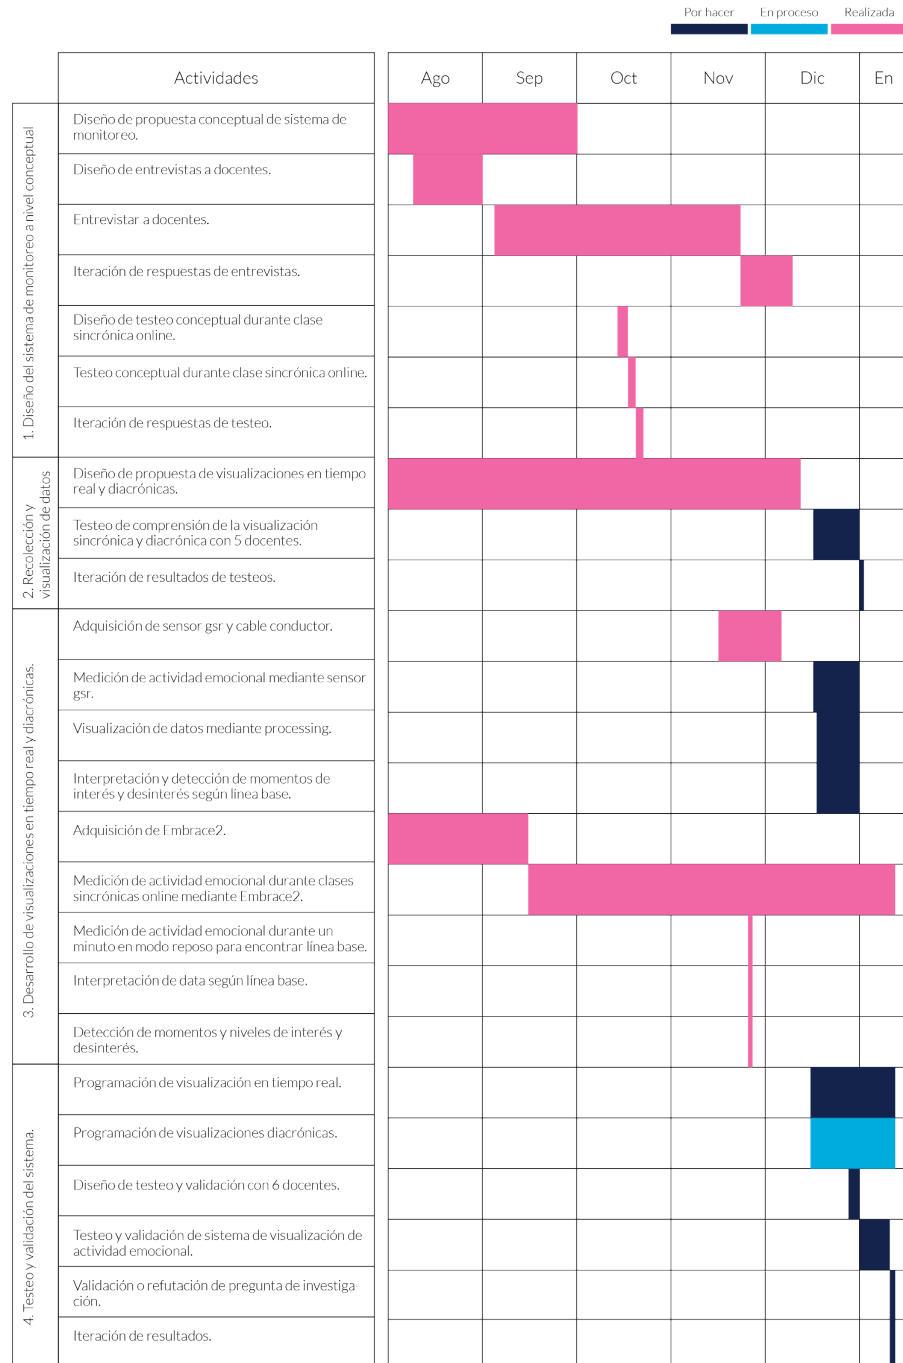 Por hacer
En proceso
Realizada
Actividades
Ago
Sep
Oct
Nov
Dic
En
1. Diseño del sistema de monitoreo a nivel conceptual
Diseño de propuesta conceptual de sistema de
monitoreo.
Diseño de entrevistas a docentes.
Entrevistar a docentes.
Iteración de respuestas de entrevistas.
Diseño de testeo conceptual durante clase
sincrónica online.
Testeo conceptual durante clase sincrónica online.
Iteración de respuestas de testeo.
2. Recolección y
visualización de datos
Diseño de propuesta de visualizaciones en tiempo
real y diacrónicas.
Testeo de comprensión de la visualización
sincrónica y diacrónica con 5 docentes.
Iteración de resultados de testeos.
3. Desarrollo de visualizaciones en tiempo real y diacrónicas.
Adquisición de sensor gsr y cable conductor.
Medición de actividad emocional mediante sensor
gsr.
Visualización de datos mediante processing.
Interpretación y detección de momentos de
interés y desinterés según línea base.
Adquisición de Embrace2.
Medición de actividad emocional durante clases
sincrónicas online mediante Embrace2.
Medición de actividad emocional durante un
minuto en modo reposo para encontrar línea base.
Interpretación de data según línea base.
Detección de momentos y niveles de interés y
desinterés.
4. Testeo y validación del sistema.
Programación de visualización en tiempo real.
Programación de visualizaciones diacrónicas.
Diseño de testeo y validación con 6 docentes.
Testeo y validación de sistema de visualización de
actividad emocional.
Validación o refutación de pregunta de investiga-
ción.
Iteración de resultados.